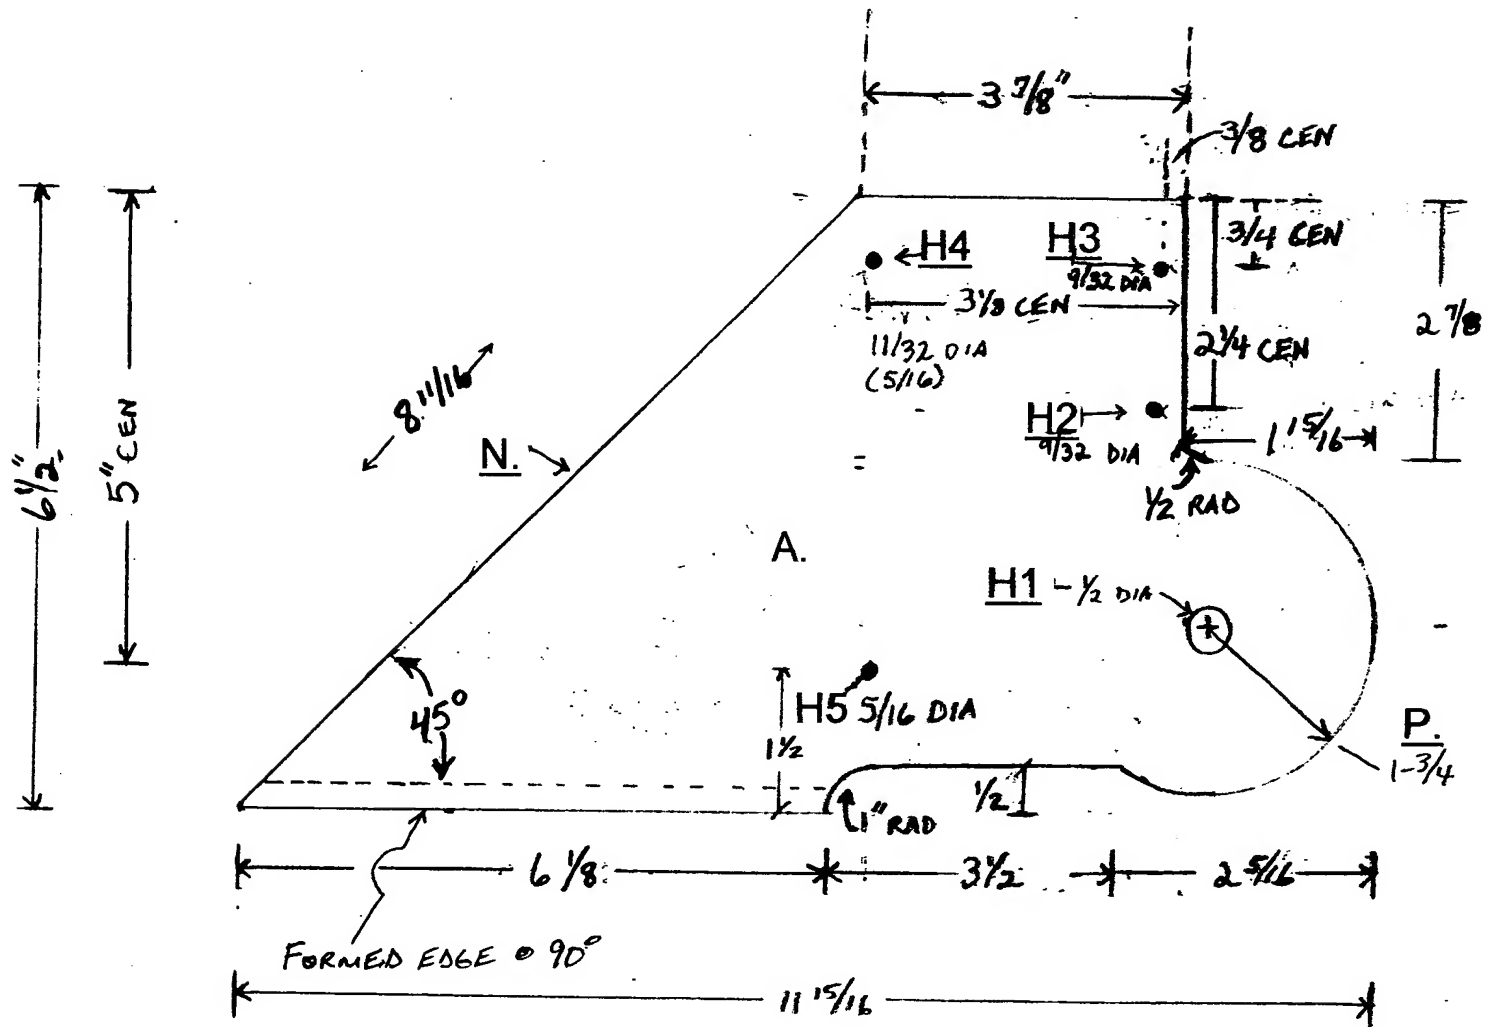 3 7/8"
3/8 CEN
H4
H3
9/32 DIA
3/4 CEN
3 1/8 CEN
11/32 DIA
(5/16)
2 1/4 CEN
2 7/8
8 11/16
6 1/2"
5" CEN
N.
H2
9/32 DIA
1 15/16
1/2 RAD
A.
H1 - 1/2 DIA
45°
H5 5/16 DIA
P.
1-3/4
1 1/2
1/2
1" RAD
6 1/8
3 1/2
2 5/16
FORMED EDGE @ 90°
11 15/16